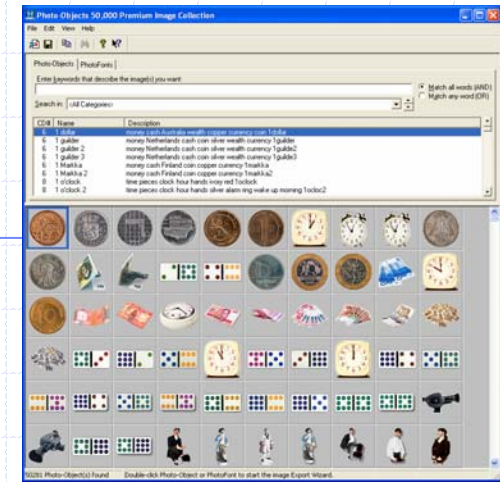 Photo-Objects 50,000 Premium Image Collection
File Edit View Help
Photo-Objects PhotoFonts
Enter keywords that describe the image(s) you want
Match all words (AND)
Match any word (OR)
Search in: <All Categories>
CD# Name Description
6 1 dollar money cash Australia wealth copper currency coin 1dollar
6 1 guilder money Netherlands cash coin silver wealth currency 1guilder
6 1 guilder 2 money Netherlands cash coin silver wealth currency 1guilde2
6 1 guilder 3 money Netherlands cash coin silver wealth currency 1guilde3
6 1 Markka money cash Finland coin copper currency 1markka
6 1 Markka 2 money cash Finland coin copper currency 1markka2
8 1 o'clock time pieces clock hour hands ivory red 1oclock
8 1 o'clock 2 time pieces clock hour hands silver alarm ring wake up morning 1ocloc2
50281 Photo-Object(s) found Double-click Photo-Object or PhotoFont to start the image Export Wizard.